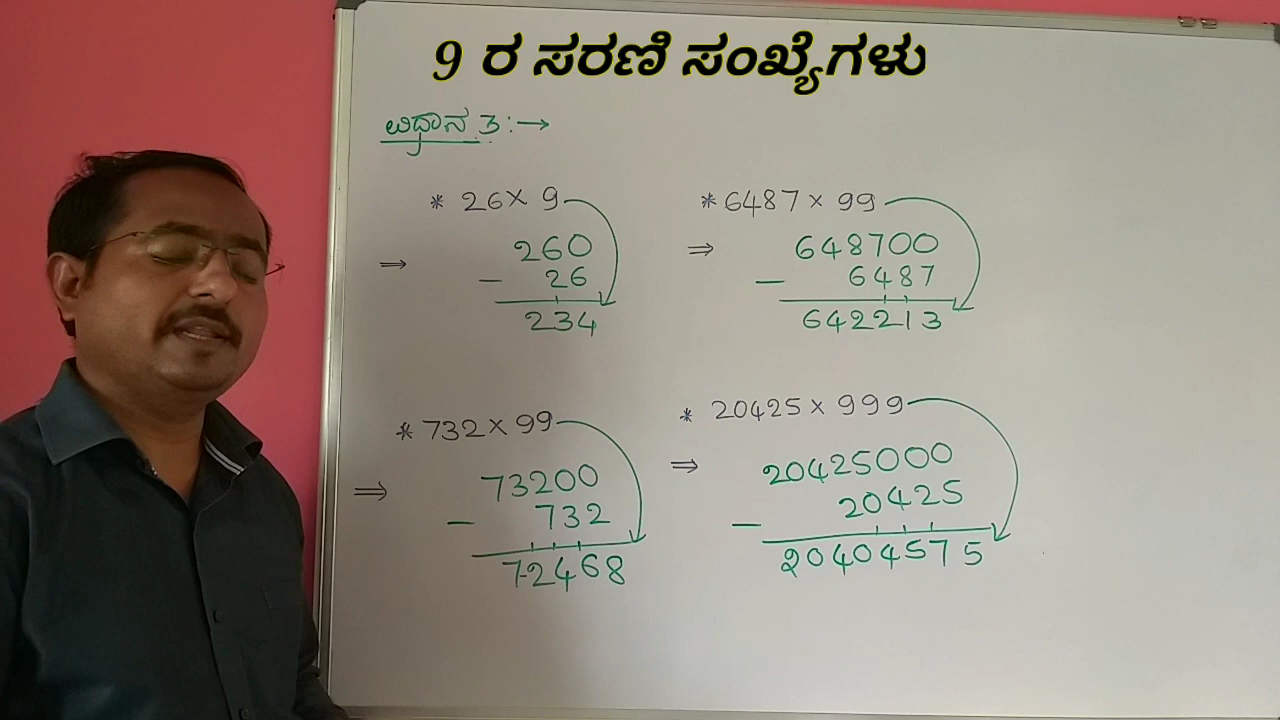 9 ರ ಸರಣಿ ಸಂಖ್ಯೆಗಳು
ವಿಧಾನ 3:→
* 26 × 9
⇒ 260
− 26
234
* 6487 × 99
⇒ 648700
− 6487
642213
* 732 × 99
⇒ 73200
− 732
72468
* 20425 × 999
⇒ 20425000
− 20425
20404575